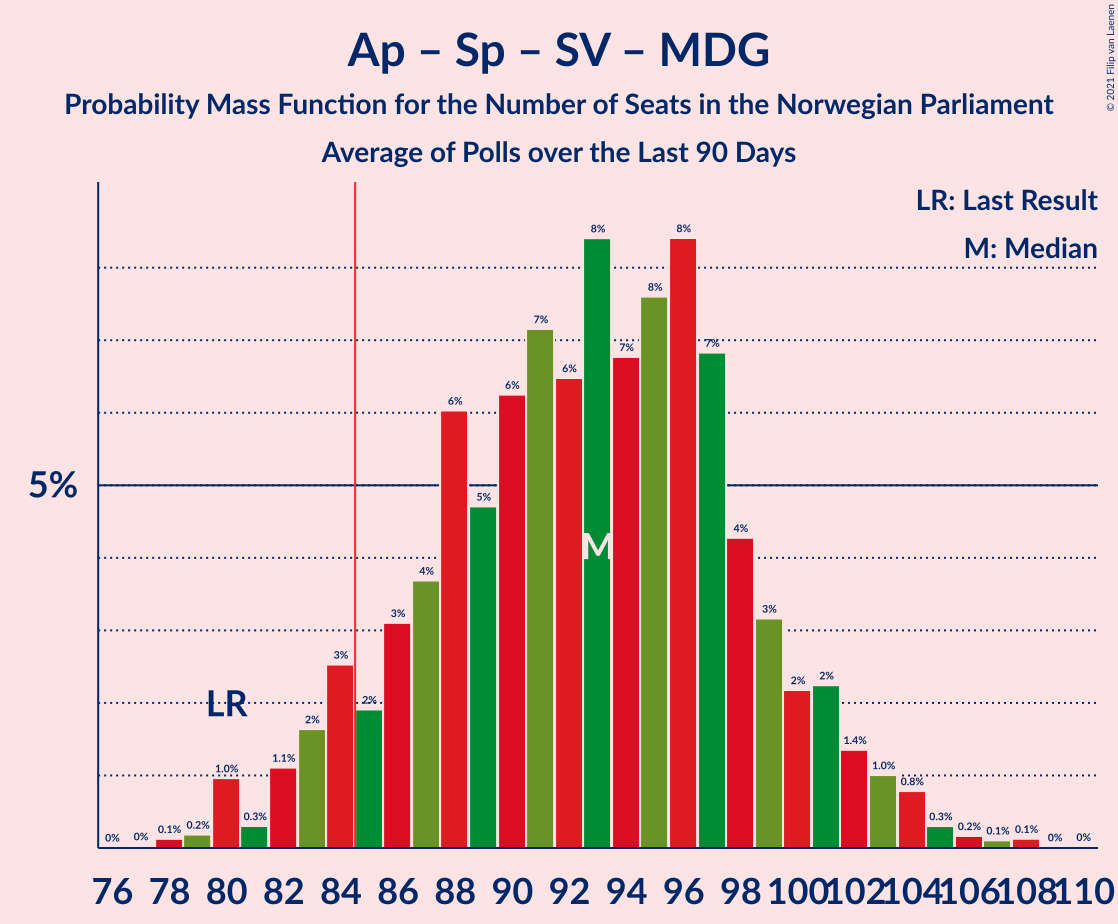 Ap – Sp – SV – MDG
Probability Mass Function for the Number of Seats in the Norwegian Parliament
Average of Polls over the Last 90 Days
© 2021 Filip van Laenen
LR: Last Result
M: Median
5%
LR
M
0% 0% 0.1% 0.2% 1.0% 0.3% 1.1% 2% 3% 2% 3% 4% 6% 5% 6% 7% 6% 8% 7% 8% 8% 7% 4% 3% 2% 2% 1.4% 1.0% 0.8% 0.3% 0.2% 0.1% 0.1% 0% 0%
76 78 80 82 84 86 88 90 92 94 96 98 100 102 104 106 108 110